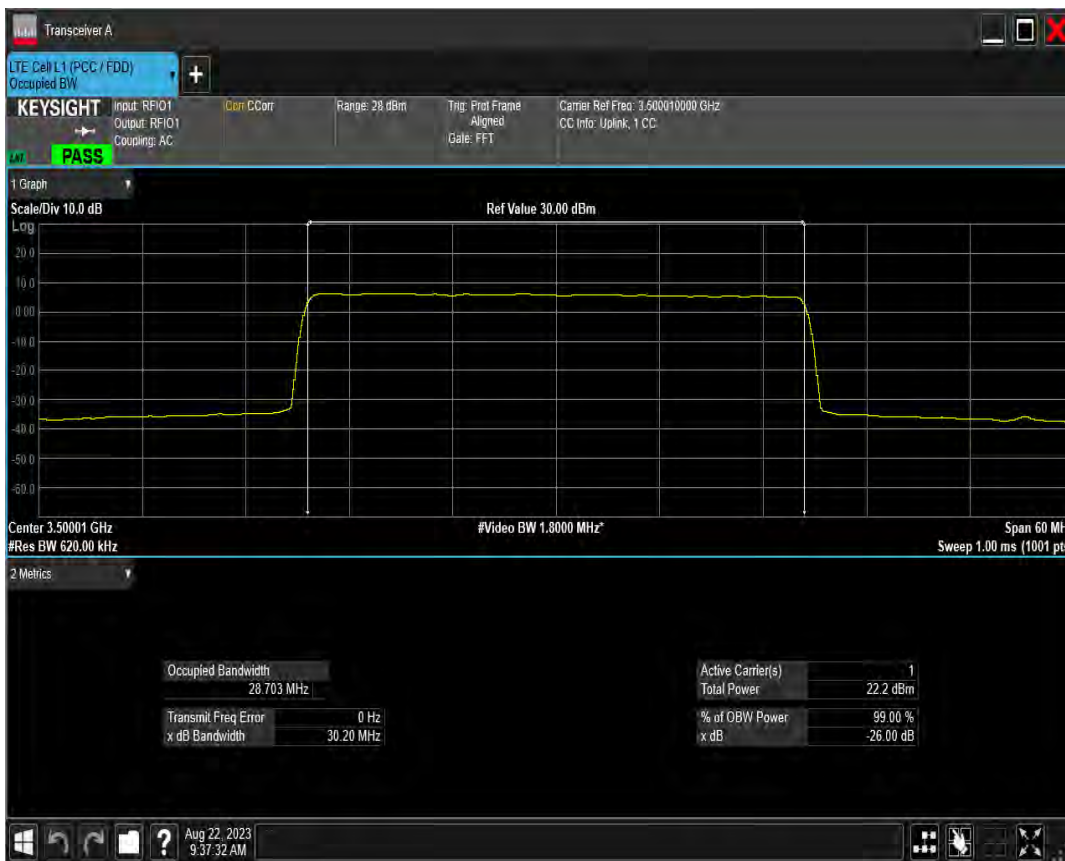 Transceiver A
LTE Cell L1 (PCC / FDD)
Occupied BW
+
KEYSIGHT
Input: RFIO1
Output: RFIO1
Coupling: AC
Corr CCorr
Range: 28 dBm
Trig: Prot Frame
Aligned
Gate: FFT
Carrier Ref Freq: 3.500010000 GHz
CC Info: Uplink, 1 CC
PASS
1 Graph
Scale/Div 10.0 dB
Ref Value 30.00 dBm
Log
20.0
10.0
0.00
-10.0
-20.0
-30.0
-40.0
-50.0
-60.0
Center 3.50001 GHz
#Video BW 1.8000 MHz*
Span 60 MH
#Res BW 620.00 kHz
Sweep 1.00 ms (1001 pt
2 Metrics
Occupied Bandwidth
28.703 MHz
Transmit Freq Error 0 Hz
x dB Bandwidth 30.20 MHz
Active Carrier(s) 1
Total Power 22.2 dBm
% of OBW Power 99.00 %
x dB -26.00 dB
?
Aug 22, 2023
9:37:32 AM